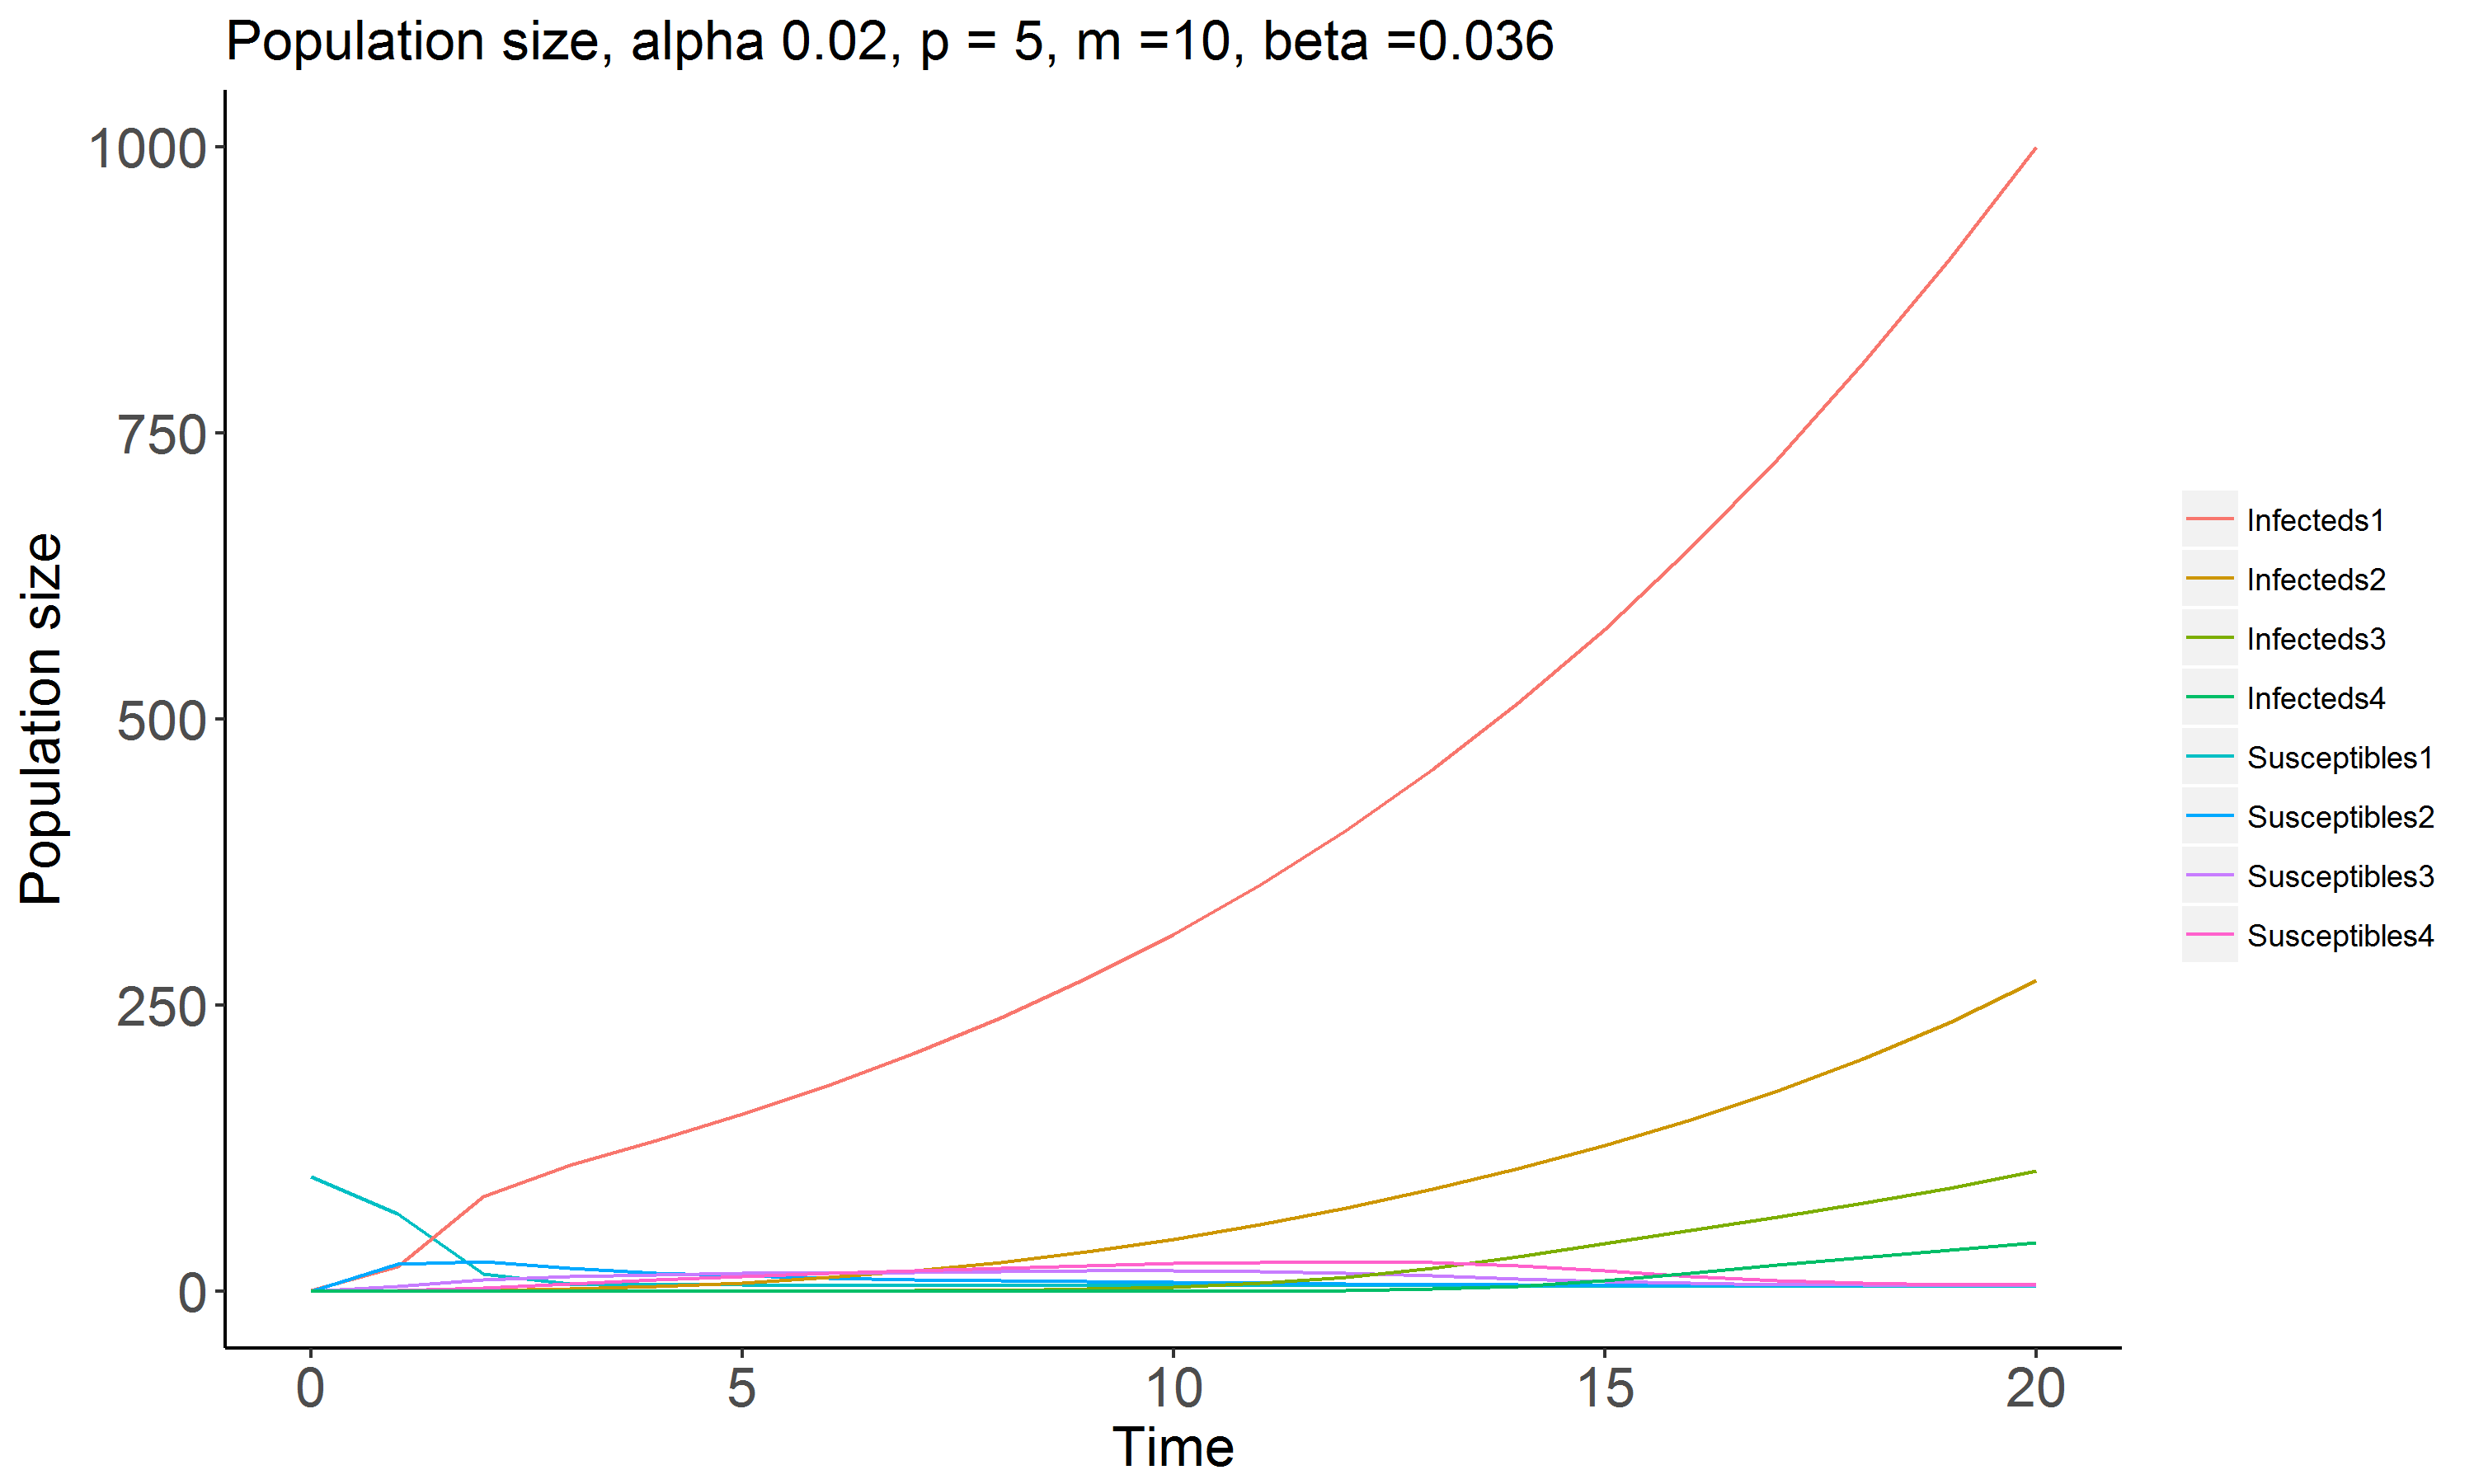 Population size, alpha 0.02, p = 5, m =10, beta =0.036
Population size
1000
750
500
250
0
0 5 10 15 20
Time
Infecteds1
Infecteds2
Infecteds3
Infecteds4
Susceptibles1
Susceptibles2
Susceptibles3
Susceptibles4